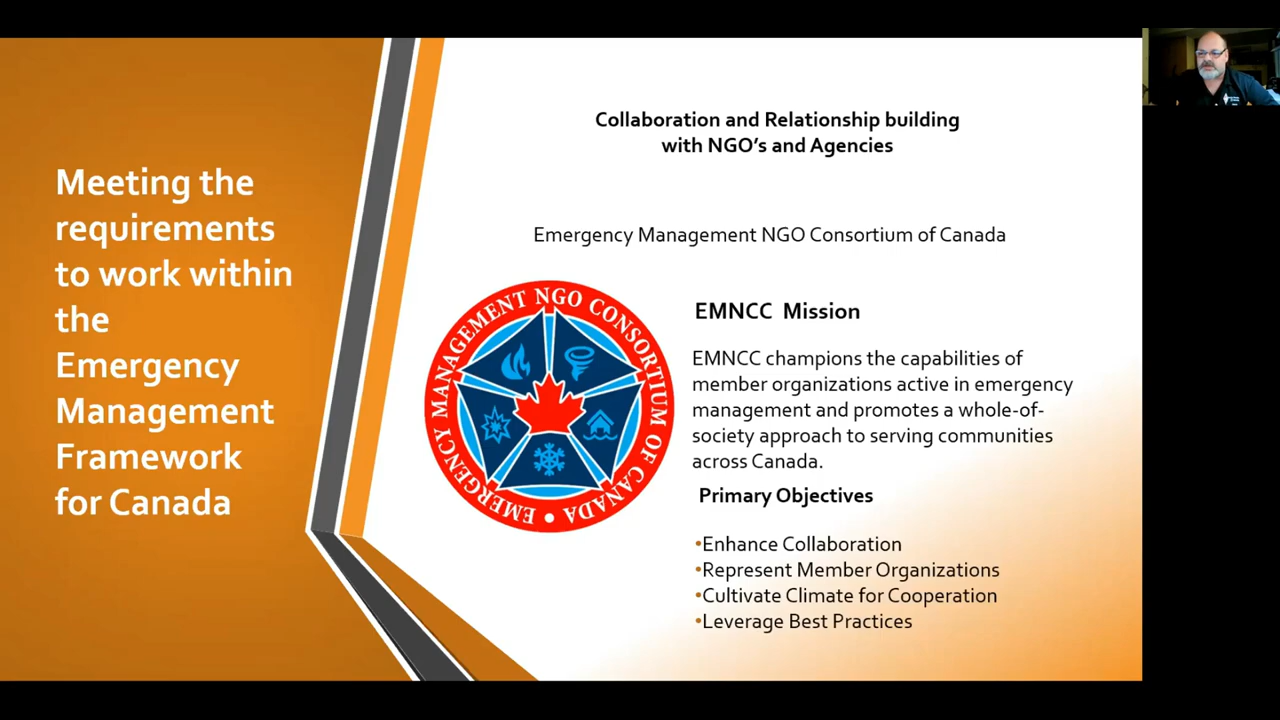 Meeting the
requirements
to work within
the
Emergency
Management
Framework
for Canada
Collaboration and Relationship building
with NGO's and Agencies
Emergency Management NGO Consortium of Canada
EMERGENCY MANAGEMENT NGO CONSORTIUM OF CANADA •
EMNCC Mission
EMNCC champions the capabilities of
member organizations active in emergency
management and promotes a whole-of-
society approach to serving communities
across Canada.
Primary Objectives
•Enhance Collaboration
•Represent Member Organizations
•Cultivate Climate for Cooperation
•Leverage Best Practices